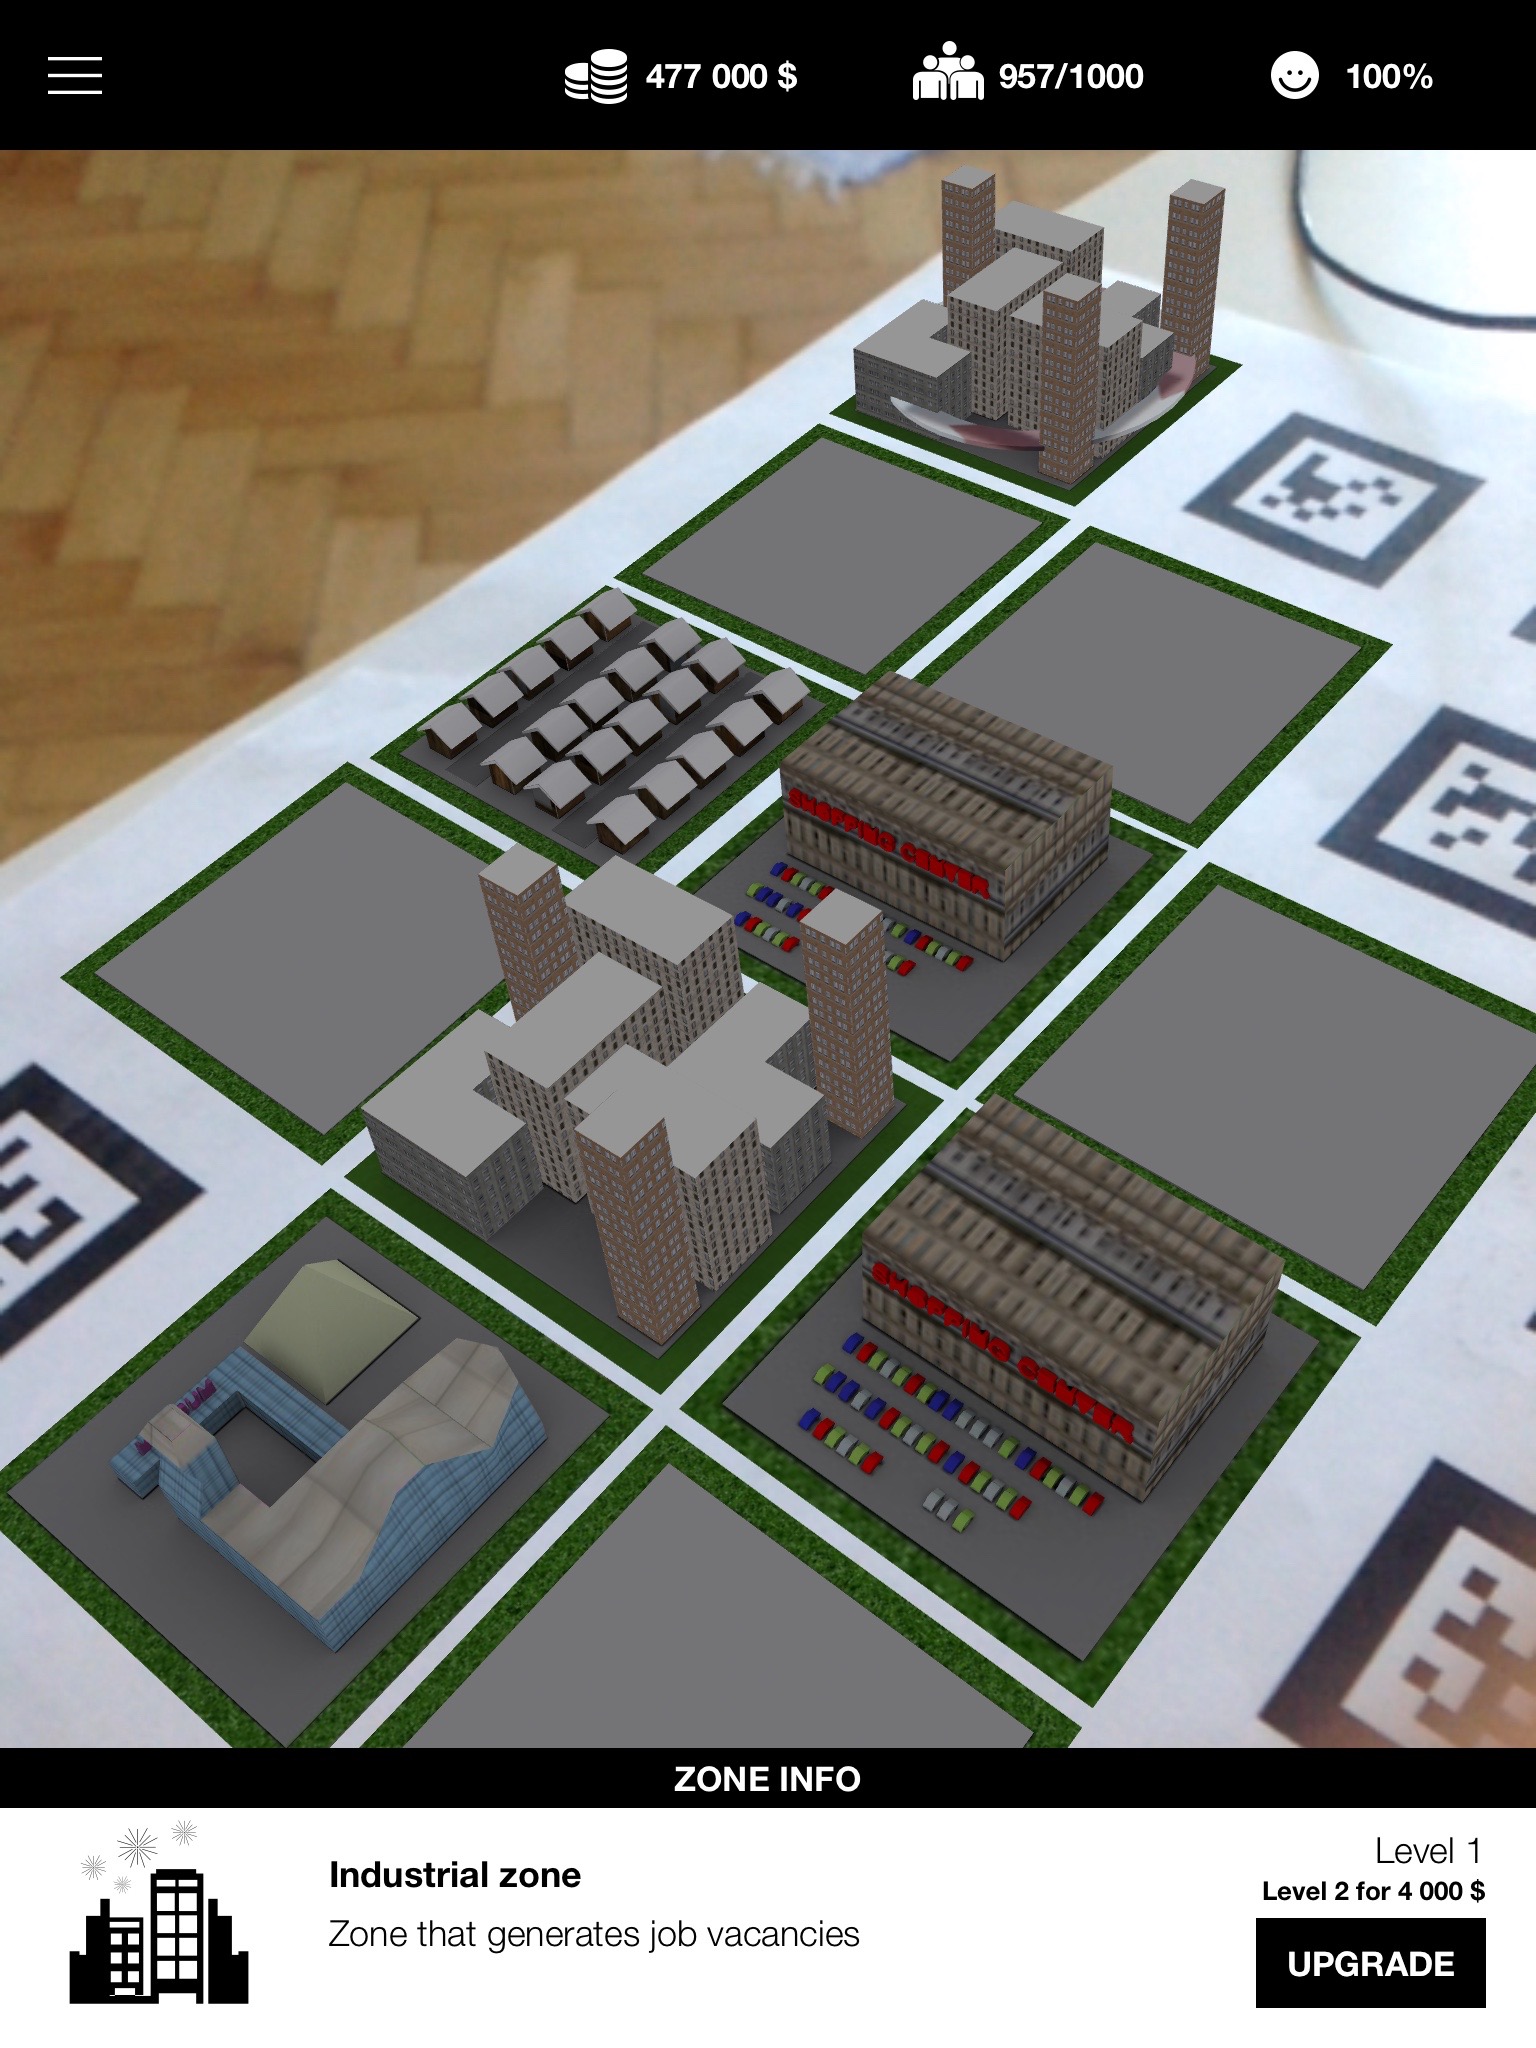 477 000 $
957/1000
100%
SHOPPING CENTER
SHOPPING CENTER
ZONE INFO
Industrial zone
Zone that generates job vacancies
Level 1
Level 2 for 4 000 $
UPGRADE